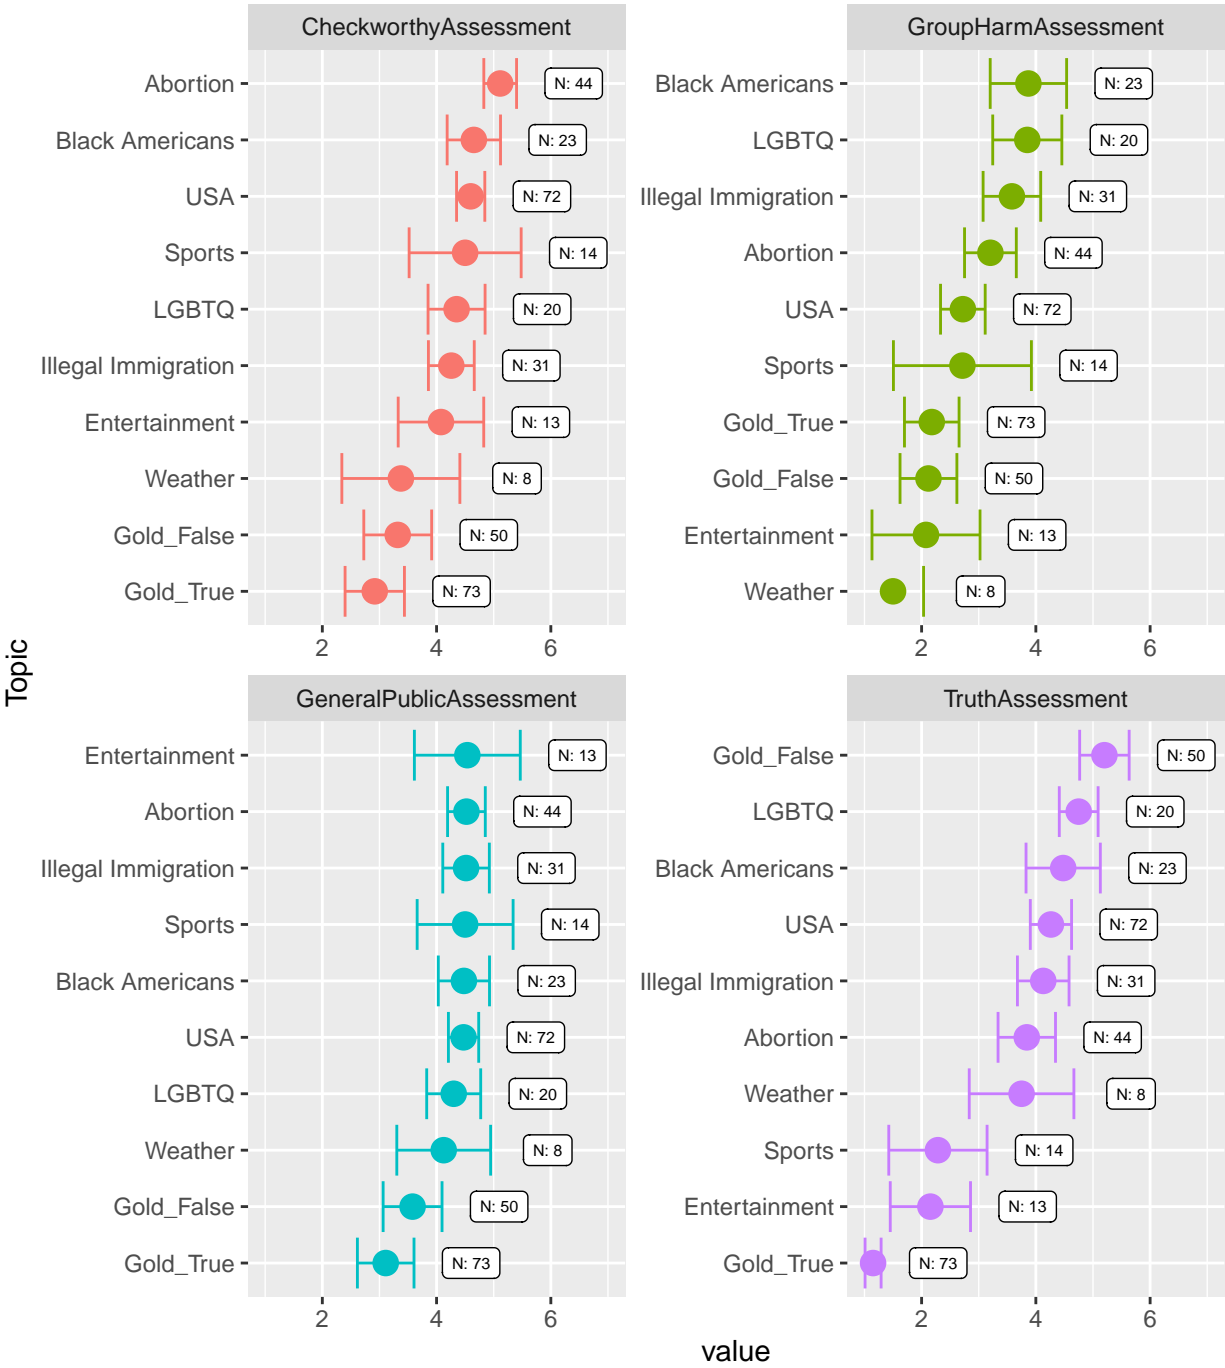 CheckworthyAssessment
Abortion
N: 44
Black Americans
N: 23
USA
N: 72
Sports
N: 14
LGBTQ
N: 20
Illegal Immigration
N: 31
Entertainment
N: 13
Weather
N: 8
Gold_False
N: 50
Gold_True
N: 73
2 4 6
GroupHarmAssessment
Black Americans
N: 23
LGBTQ
N: 20
Illegal Immigration
N: 31
Abortion
N: 44
USA
N: 72
Sports
N: 14
Gold_True
N: 73
Gold_False
N: 50
Entertainment
N: 13
Weather
N: 8
2 4 6
Topic
GeneralPublicAssessment
Entertainment
N: 13
Abortion
N: 44
Illegal Immigration
N: 31
Sports
N: 14
Black Americans
N: 23
USA
N: 72
LGBTQ
N: 20
Weather
N: 8
Gold_False
N: 50
Gold_True
N: 73
2 4 6
TruthAssessment
Gold_False
N: 50
LGBTQ
N: 20
Black Americans
N: 23
USA
N: 72
Illegal Immigration
N: 31
Abortion
N: 44
Weather
N: 8
Sports
N: 14
Entertainment
N: 13
Gold_True
N: 73
2 4 6
value